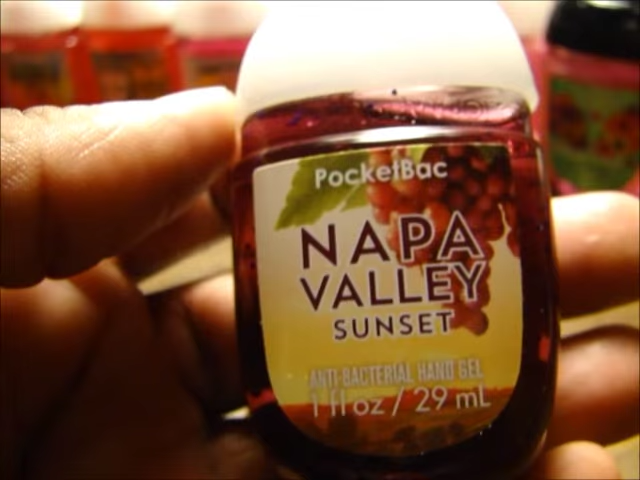 PocketBac
NAPA
VALLEY
SUNSET
ANTI-BACTERIAL HAND GEL
1 fl oz / 29 mL